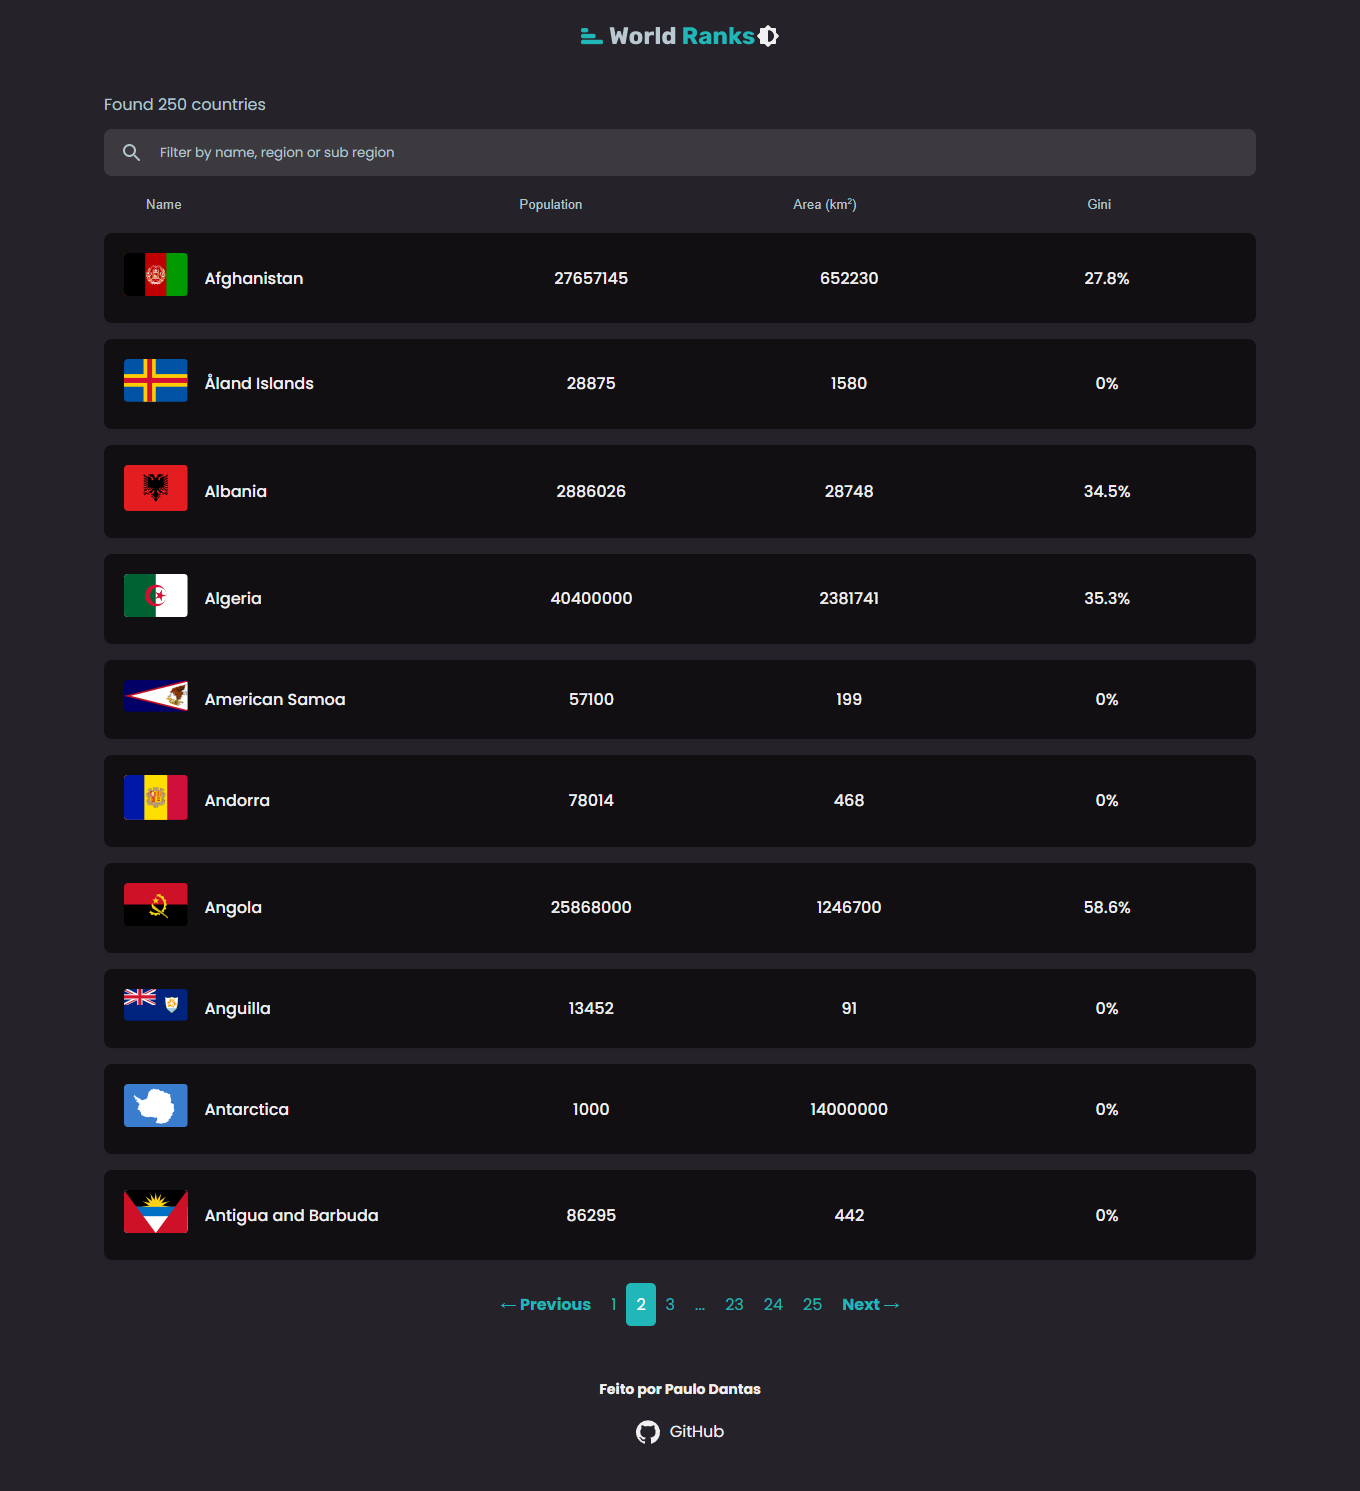 World Ranks
Found 250 countries
Filter by name, region or sub region
Name Population Area (km²) Gini
Afghanistan 27657145 652230 27.8%
Åland Islands 28875 1580 0%
Albania 2886026 28748 34.5%
Algeria 40400000 2381741 35.3%
American Samoa 57100 199 0%
Andorra 78014 468 0%
Angola 25868000 1246700 58.6%
Anguilla 13452 91 0%
Antarctica 1000 14000000 0%
Antigua and Barbuda 86295 442 0%
← Previous 1 2 3 ... 23 24 25 Next →
Feito por Paulo Dantas
GitHub